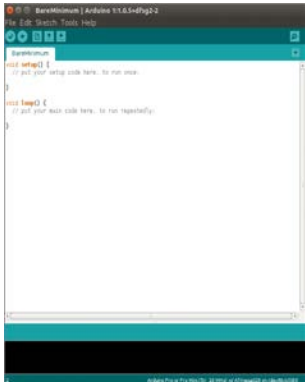 BareMinimum | Arduino 1:1.0.5+dfsg2-2
File Edit Sketch Tools Help
BareMinimum
void setup() {
// put your setup code here, to run once:
}
void loop() {
// put your main code here, to run repeatedly:
}